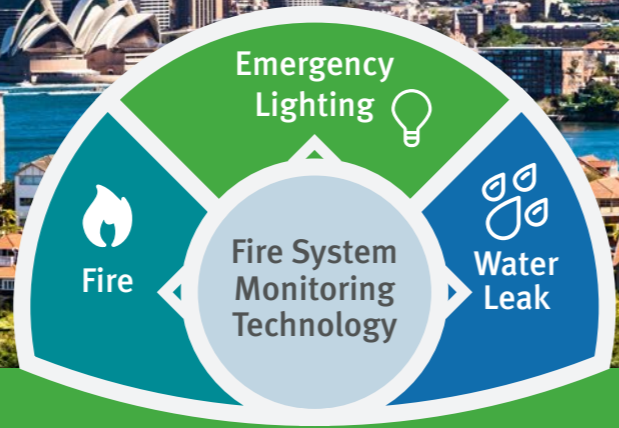 Emergency
Lighting
Fire
Fire System
Monitoring
Technology
Water
Leak